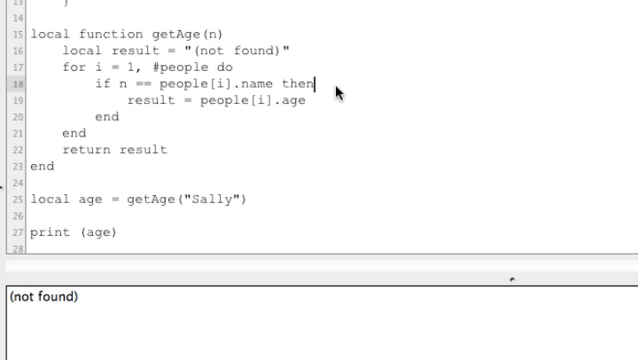 13 }
14
15 local function getAge(n)
16 local result = "(not found)"
17 for i = 1, #people do
18 if n == people[i].name then
19 result = people[i].age
20 end
21 end
22 return result
23 end
24
25 local age = getAge("Sally")
26
27 print (age)
28
(not found)